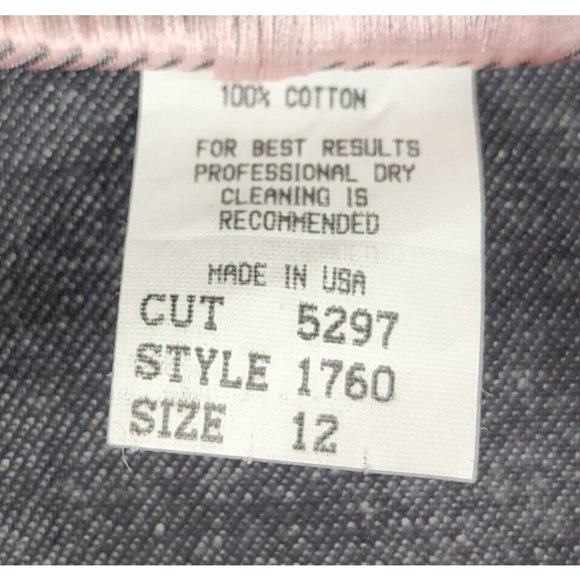 100% COTTON
FOR BEST RESULTS
PROFESSIONAL DRY
CLEANING IS
RECOMMENDED
MADE IN USA
CUT 5297
STYLE 1760
SIZE 12